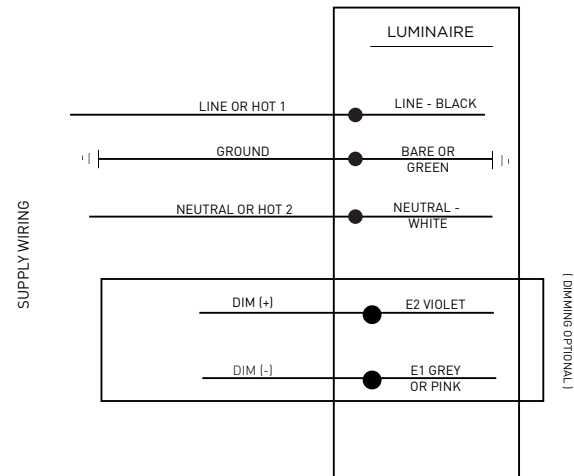 LUMINAIRE
LINE OR HOT 1
LINE - BLACK
GROUND
BARE OR
GREEN
NEUTRAL OR HOT 2
NEUTRAL -
WHITE
SUPPLY WIRING
DIM (+)
E2 VIOLET
DIM (-)
E1 GREY
OR PINK
( DIMMING OPTIONAL )